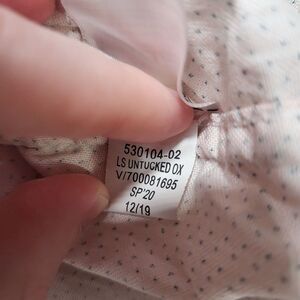 530104-02
LS UNTUCKED OX
V/700081695
SP'20
12/19